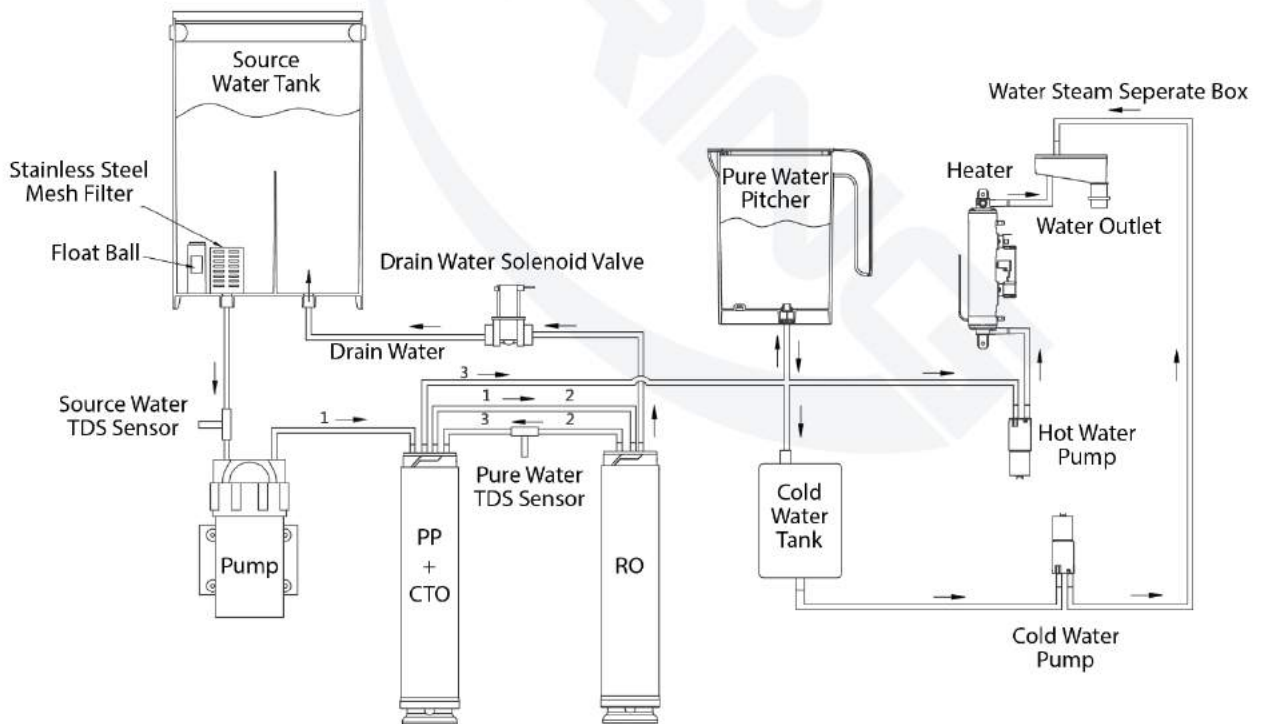 Source
Water Tank
Stainless Steel
Mesh Filter
Float Ball
Source Water
TDS Sensor
Pump
Drain Water Solenoid Valve
Drain Water
1
3
1 2
3 2
Pure Water
TDS Sensor
PP
+
CTO
RO
Pure Water
Pitcher
Water Steam Seperate Box
Heater
Water Outlet
Hot Water
Pump
Cold
Water
Tank
Cold Water
Pump
RING